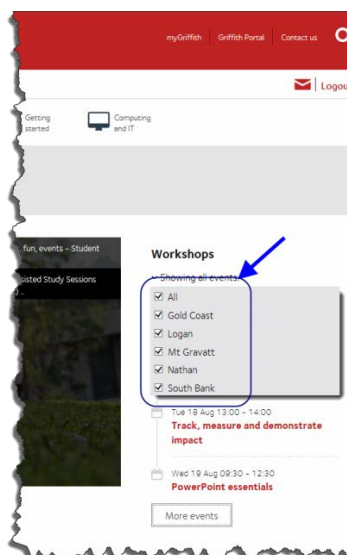 myGriffith Griffith Portal Contact us
Logou
Getting started
Computing and IT
fun, events – Student
isted Study Sessions
Workshops
Showing all events
All
Gold Coast
Logan
Mt Gravatt
Nathan
South Bank
Tue 18 Aug 13:00 - 14:00
Track, measure and demonstrate
impact
Wed 19 Aug 09:30 - 12:30
PowerPoint essentials
More events